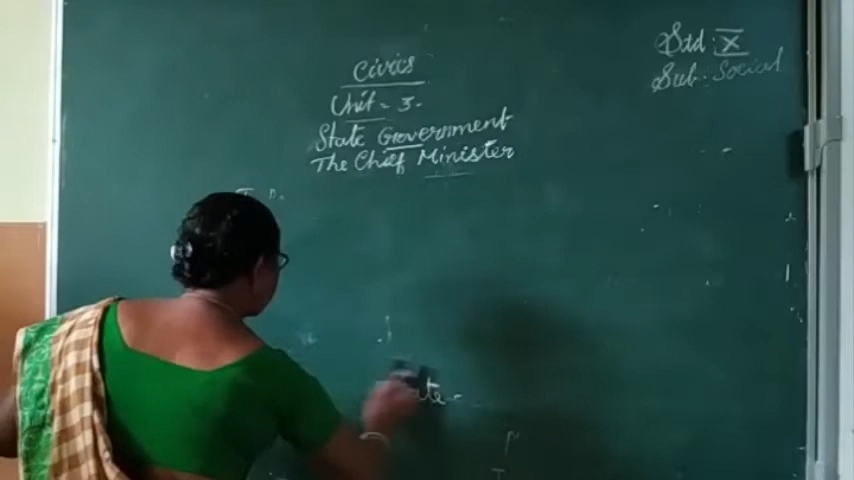 Civics
Unit - 3.
State Government
The Chief Minister
Std : X
Sub : Social